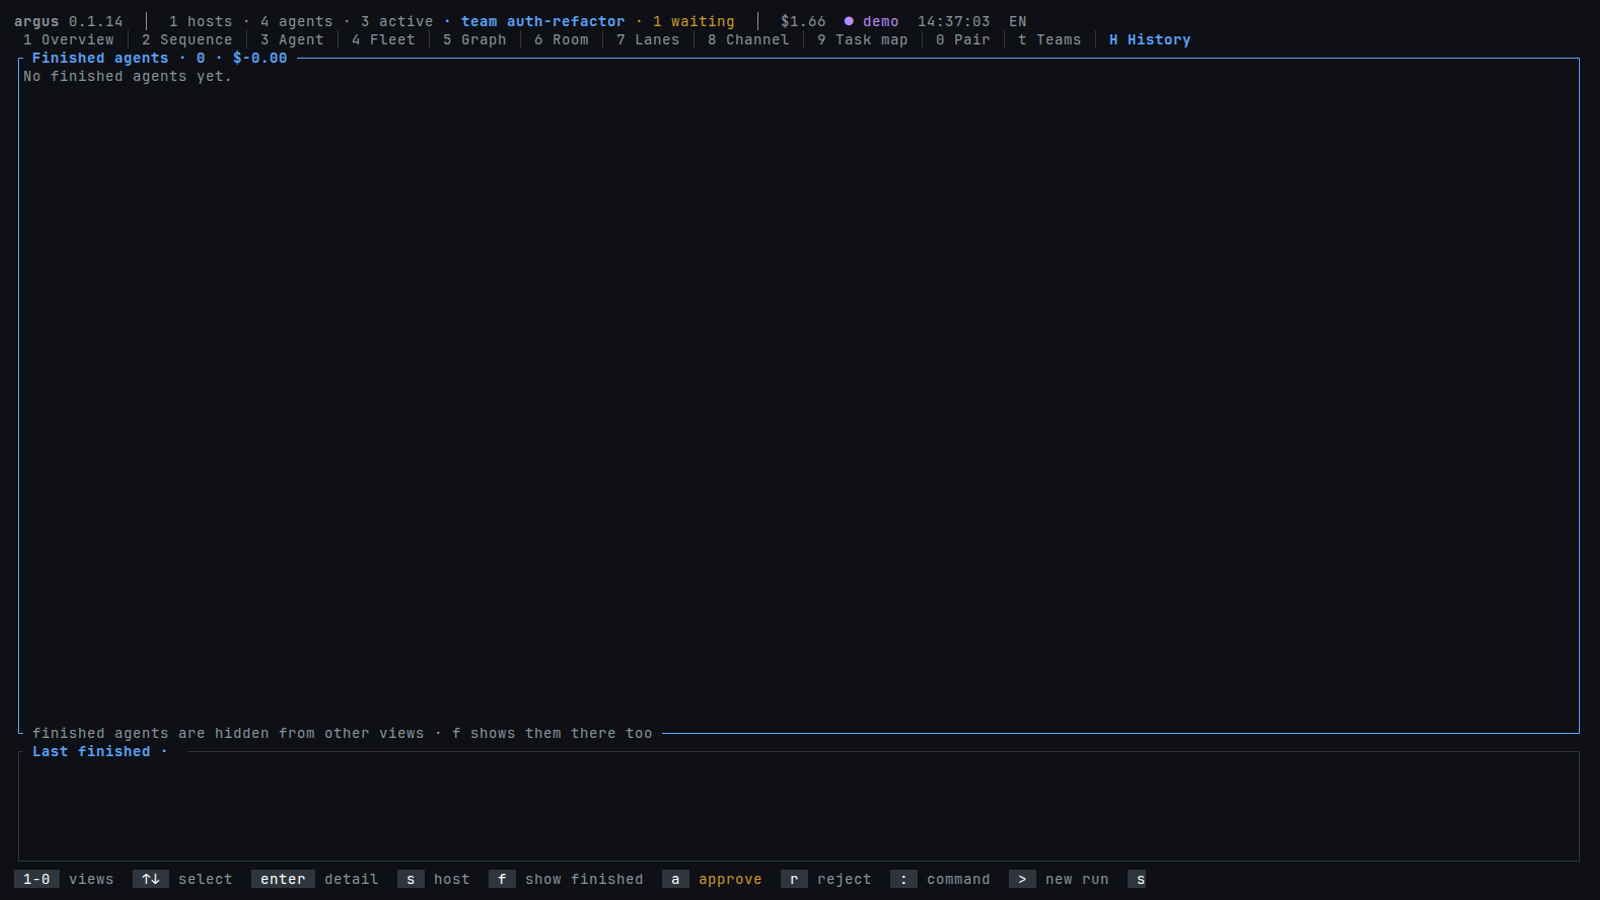 argus 0.1.14 │ 1 hosts · 4 agents · 3 active · team auth-refactor · 1 waiting │ $1.66 ● demo 14:37:03 EN
1 Overview │ 2 Sequence │ 3 Agent │ 4 Fleet │ 5 Graph │ 6 Room │ 7 Lanes │ 8 Channel │ 9 Task map │ 0 Pair │ t Teams │ H History
Finished agents · 0 · $-0.00
No finished agents yet.
finished agents are hidden from other views · f shows them there too
Last finished ·
1-0 views ↑↓ select enter detail s host f show finished a approve r reject : command > new run s